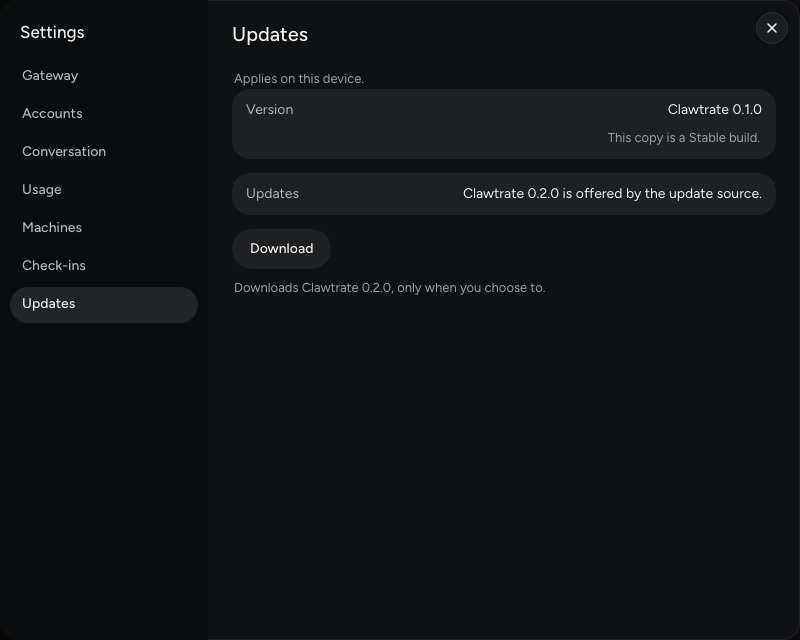 Settings
Gateway
Accounts
Conversation
Usage
Machines
Check-ins
Updates
Updates
Applies on this device.
Version
Clawtrate 0.1.0
This copy is a Stable build.
Updates
Clawtrate 0.2.0 is offered by the update source.
Download
Downloads Clawtrate 0.2.0, only when you choose to.